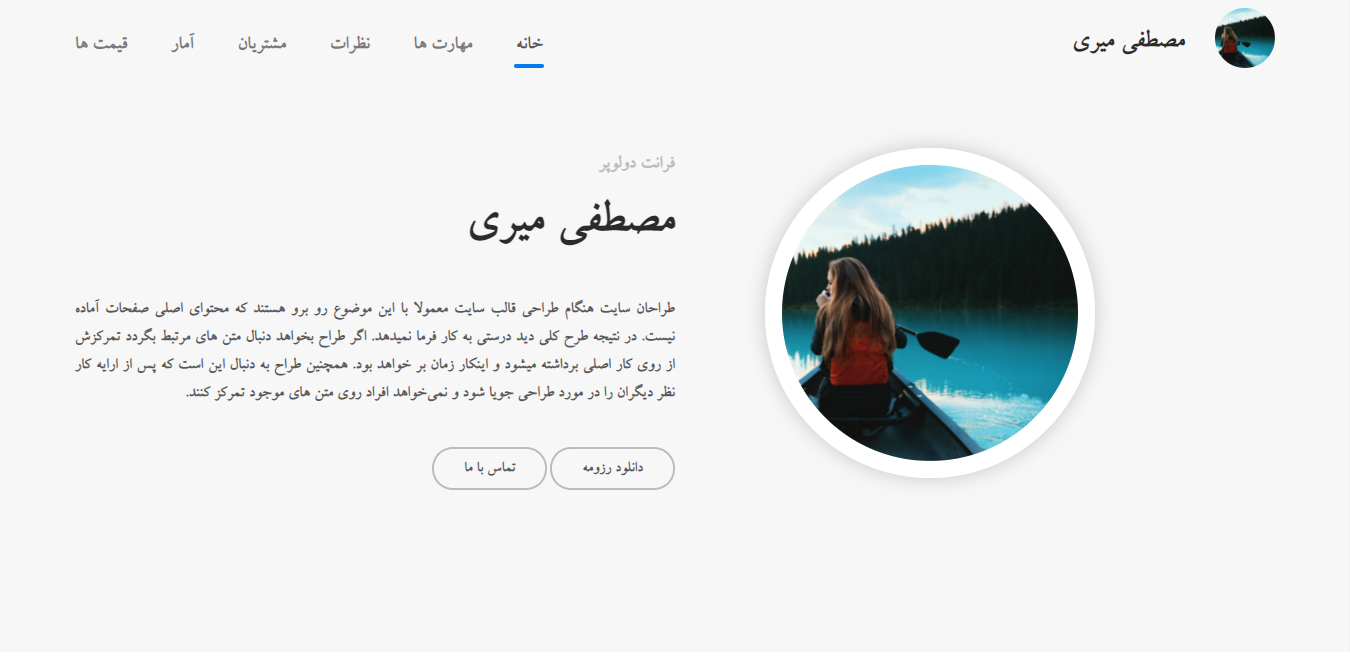 مصطفی میری
خانه
مهارت ها
نظرات
مشتریان
آمار
قیمت ها
فرانت دولوپر
مصطفی میری
طراحان سایت هنگام طراحی قالب سایت معمولا با این موضوع رو برو هستند که محتوای اصلی صفحات آماده
نیست. در نتیجه طرح کلی دید درستی به کار فرما نمیدهد. اگر طراح بخواهد دنبال متن های مرتبط بگردد تمرکزش
از روی کار اصلی برداشته میشود و اینکار زمان بر خواهد بود. همچنین طراح به دنبال این است که پس از ارایه کار
نظر دیگران را در مورد طراحی جویا شود و نمی‌خواهد افراد روی متن های موجود تمرکز کنند.
دانلود رزومه
تماس با ما